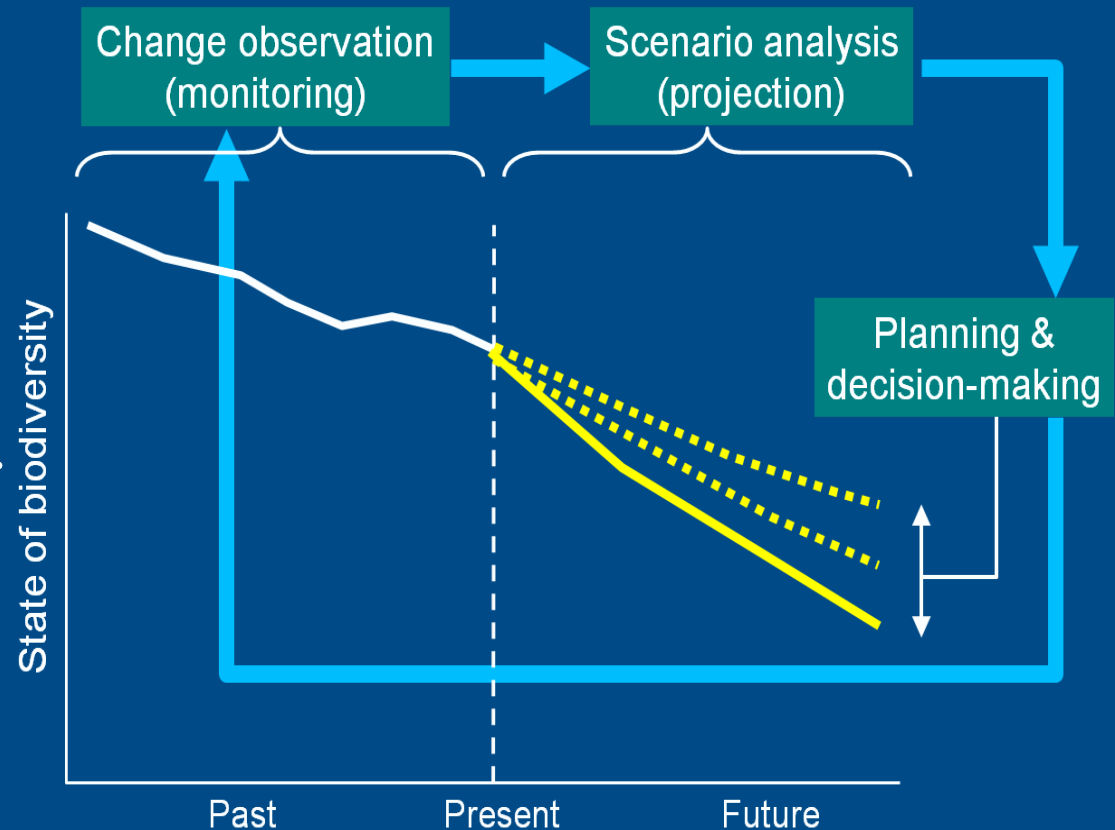 Change observation
(monitoring)
Scenario analysis
(projection)
Planning &
decision-making
State of biodiversity
Past
Present
Future